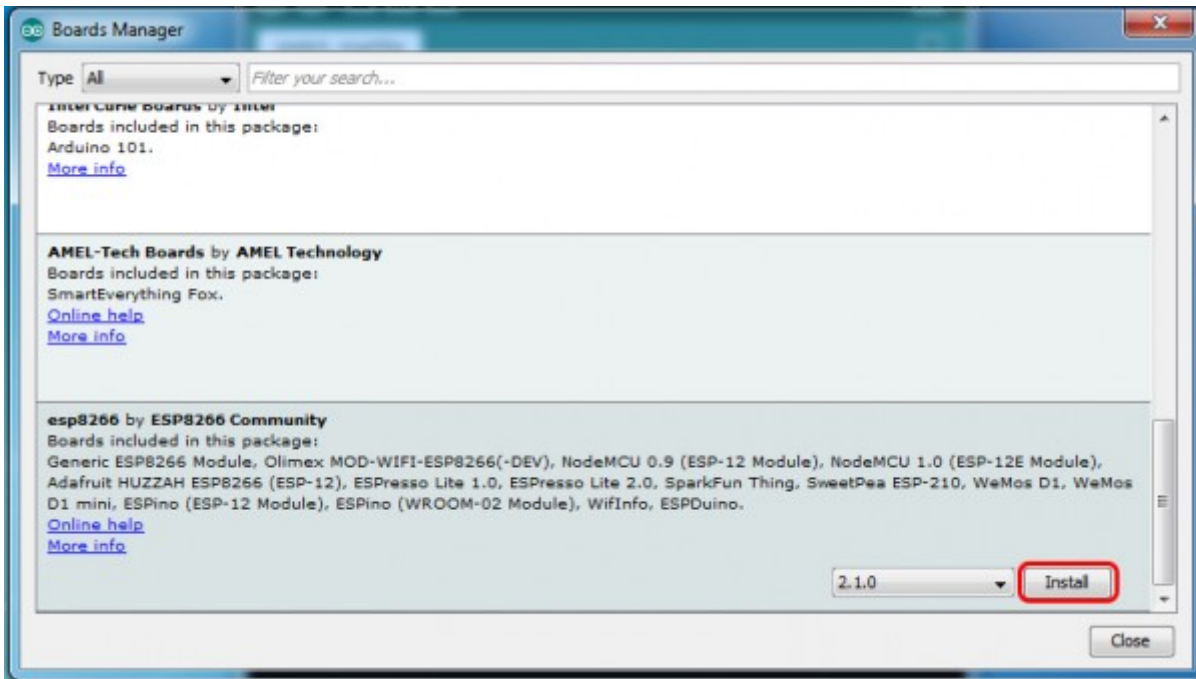 Boards Manager
Type All Filter your search...
Intel Curie Boards by Intel
Boards included in this package:
Arduino 101.
More info
AMEL-Tech Boards by AMEL Technology
Boards included in this package:
SmartEverything Fox.
Online help
More info
esp8266 by ESP8266 Community
Boards included in this package:
Generic ESP8266 Module, Olimex MOD-WIFI-ESP8266(-DEV), NodeMCU 0.9 (ESP-12 Module), NodeMCU 1.0 (ESP-12E Module),
Adafruit HUZZAH ESP8266 (ESP-12), ESPresso Lite 1.0, ESPresso Lite 2.0, SparkFun Thing, SweetPea ESP-210, WeMos D1, WeMos
D1 mini, ESPino (ESP-12 Module), ESPino (WROOM-02 Module), WifInfo, ESPDuino.
Online help
More info
2.1.0 Install
Close